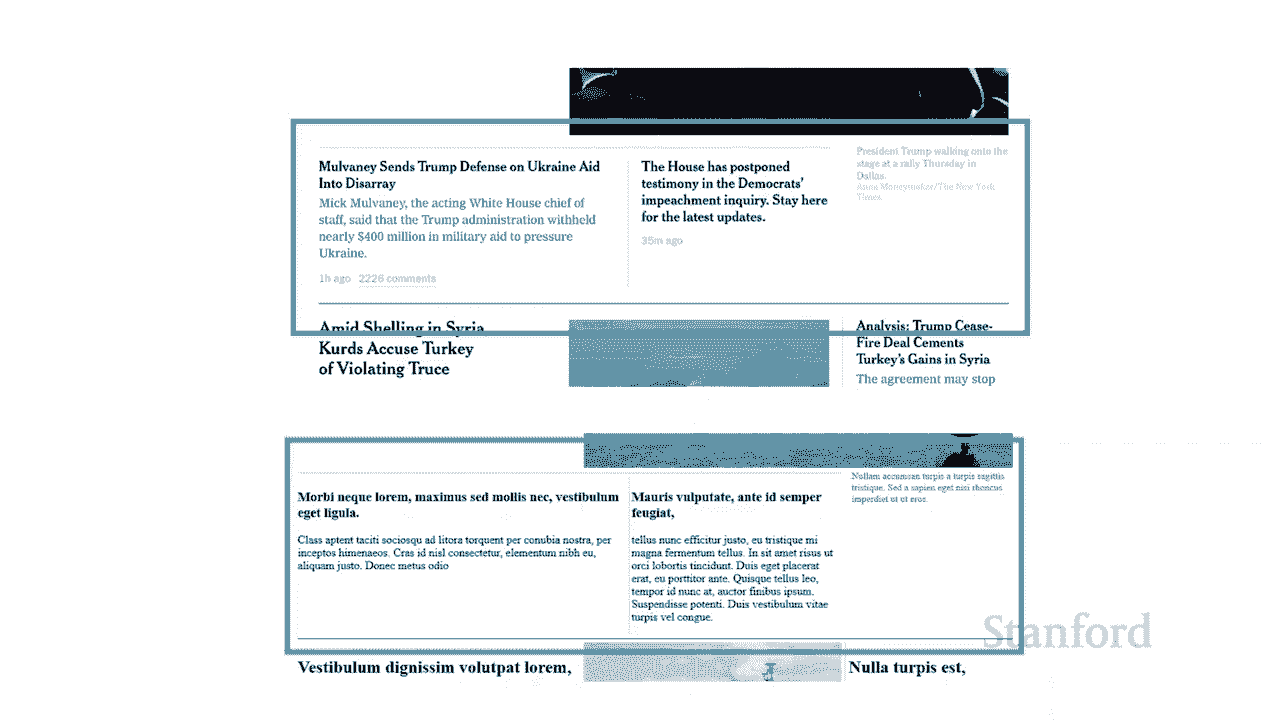 Mulvaney Sends Trump Defense on Ukraine Aid
Into Disarray
Mick Mulvaney, the acting White House chief of
staff, said that the Trump administration withheld
nearly $400 million in military aid to pressure
Ukraine.
1h ago 2226 comments
The House has postponed
testimony in the Democrats'
impeachment inquiry. Stay here
for the latest updates.
35m ago
President Trump walking onto the
stage at a rally Thursday in
Dallas.
Anna Moneymaker/The New York
Times
Amid Shelling in Syria
Kurds Accuse Turkey
of Violating Truce
Analysis: Trump Cease-
Fire Deal Cements
Turkey's Gains in Syria
The agreement may stop
Morbi neque lorem, maximus sed mollis nec, vestibulum
eget ligula.
Class aptent taciti sociosqu ad litora torquent per conubia nostra, per
inceptos himenaeos. Cras id nisl consectetur, elementum nibh eu,
aliquam justo. Donec metus odio
Mauris vulputate, ante id semper
feugiat,
tellus nunc efficitur justo, eu tristique mi
magna fermentum tellus. In sit amet risus ut
orci lobortis tincidunt. Duis eget placerat
erat, eu porttitor ante. Quisque tellus leo,
tempor id nunc at, auctor finibus ipsum.
Suspendisse potenti. Duis vestibulum vitae
turpis vel congue.
Nullam accumsan turpis a turpis sagittis
tristique. Sed a sapien eget nisi rhoncus
imperdiet ut ut eros.
Stanford
Vestibulum dignissim volutpat lorem,
Nulla turpis est,